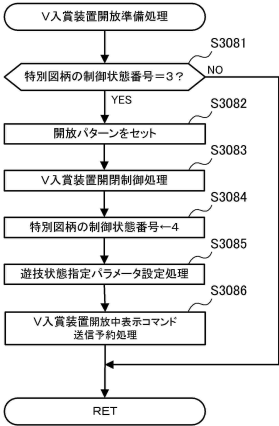 V入賞装置開放準備処理
S3081
特別図柄の制御状態番号=3?
NO
YES
S3082
開放パターンをセット
S3083
V入賞装置開閉制御処理
S3084
特別図柄の制御状態番号←4
S3085
遊技状態指定パラメータ設定処理
S3086
V入賞装置開放中表示コマンド
送信予約処理
RET